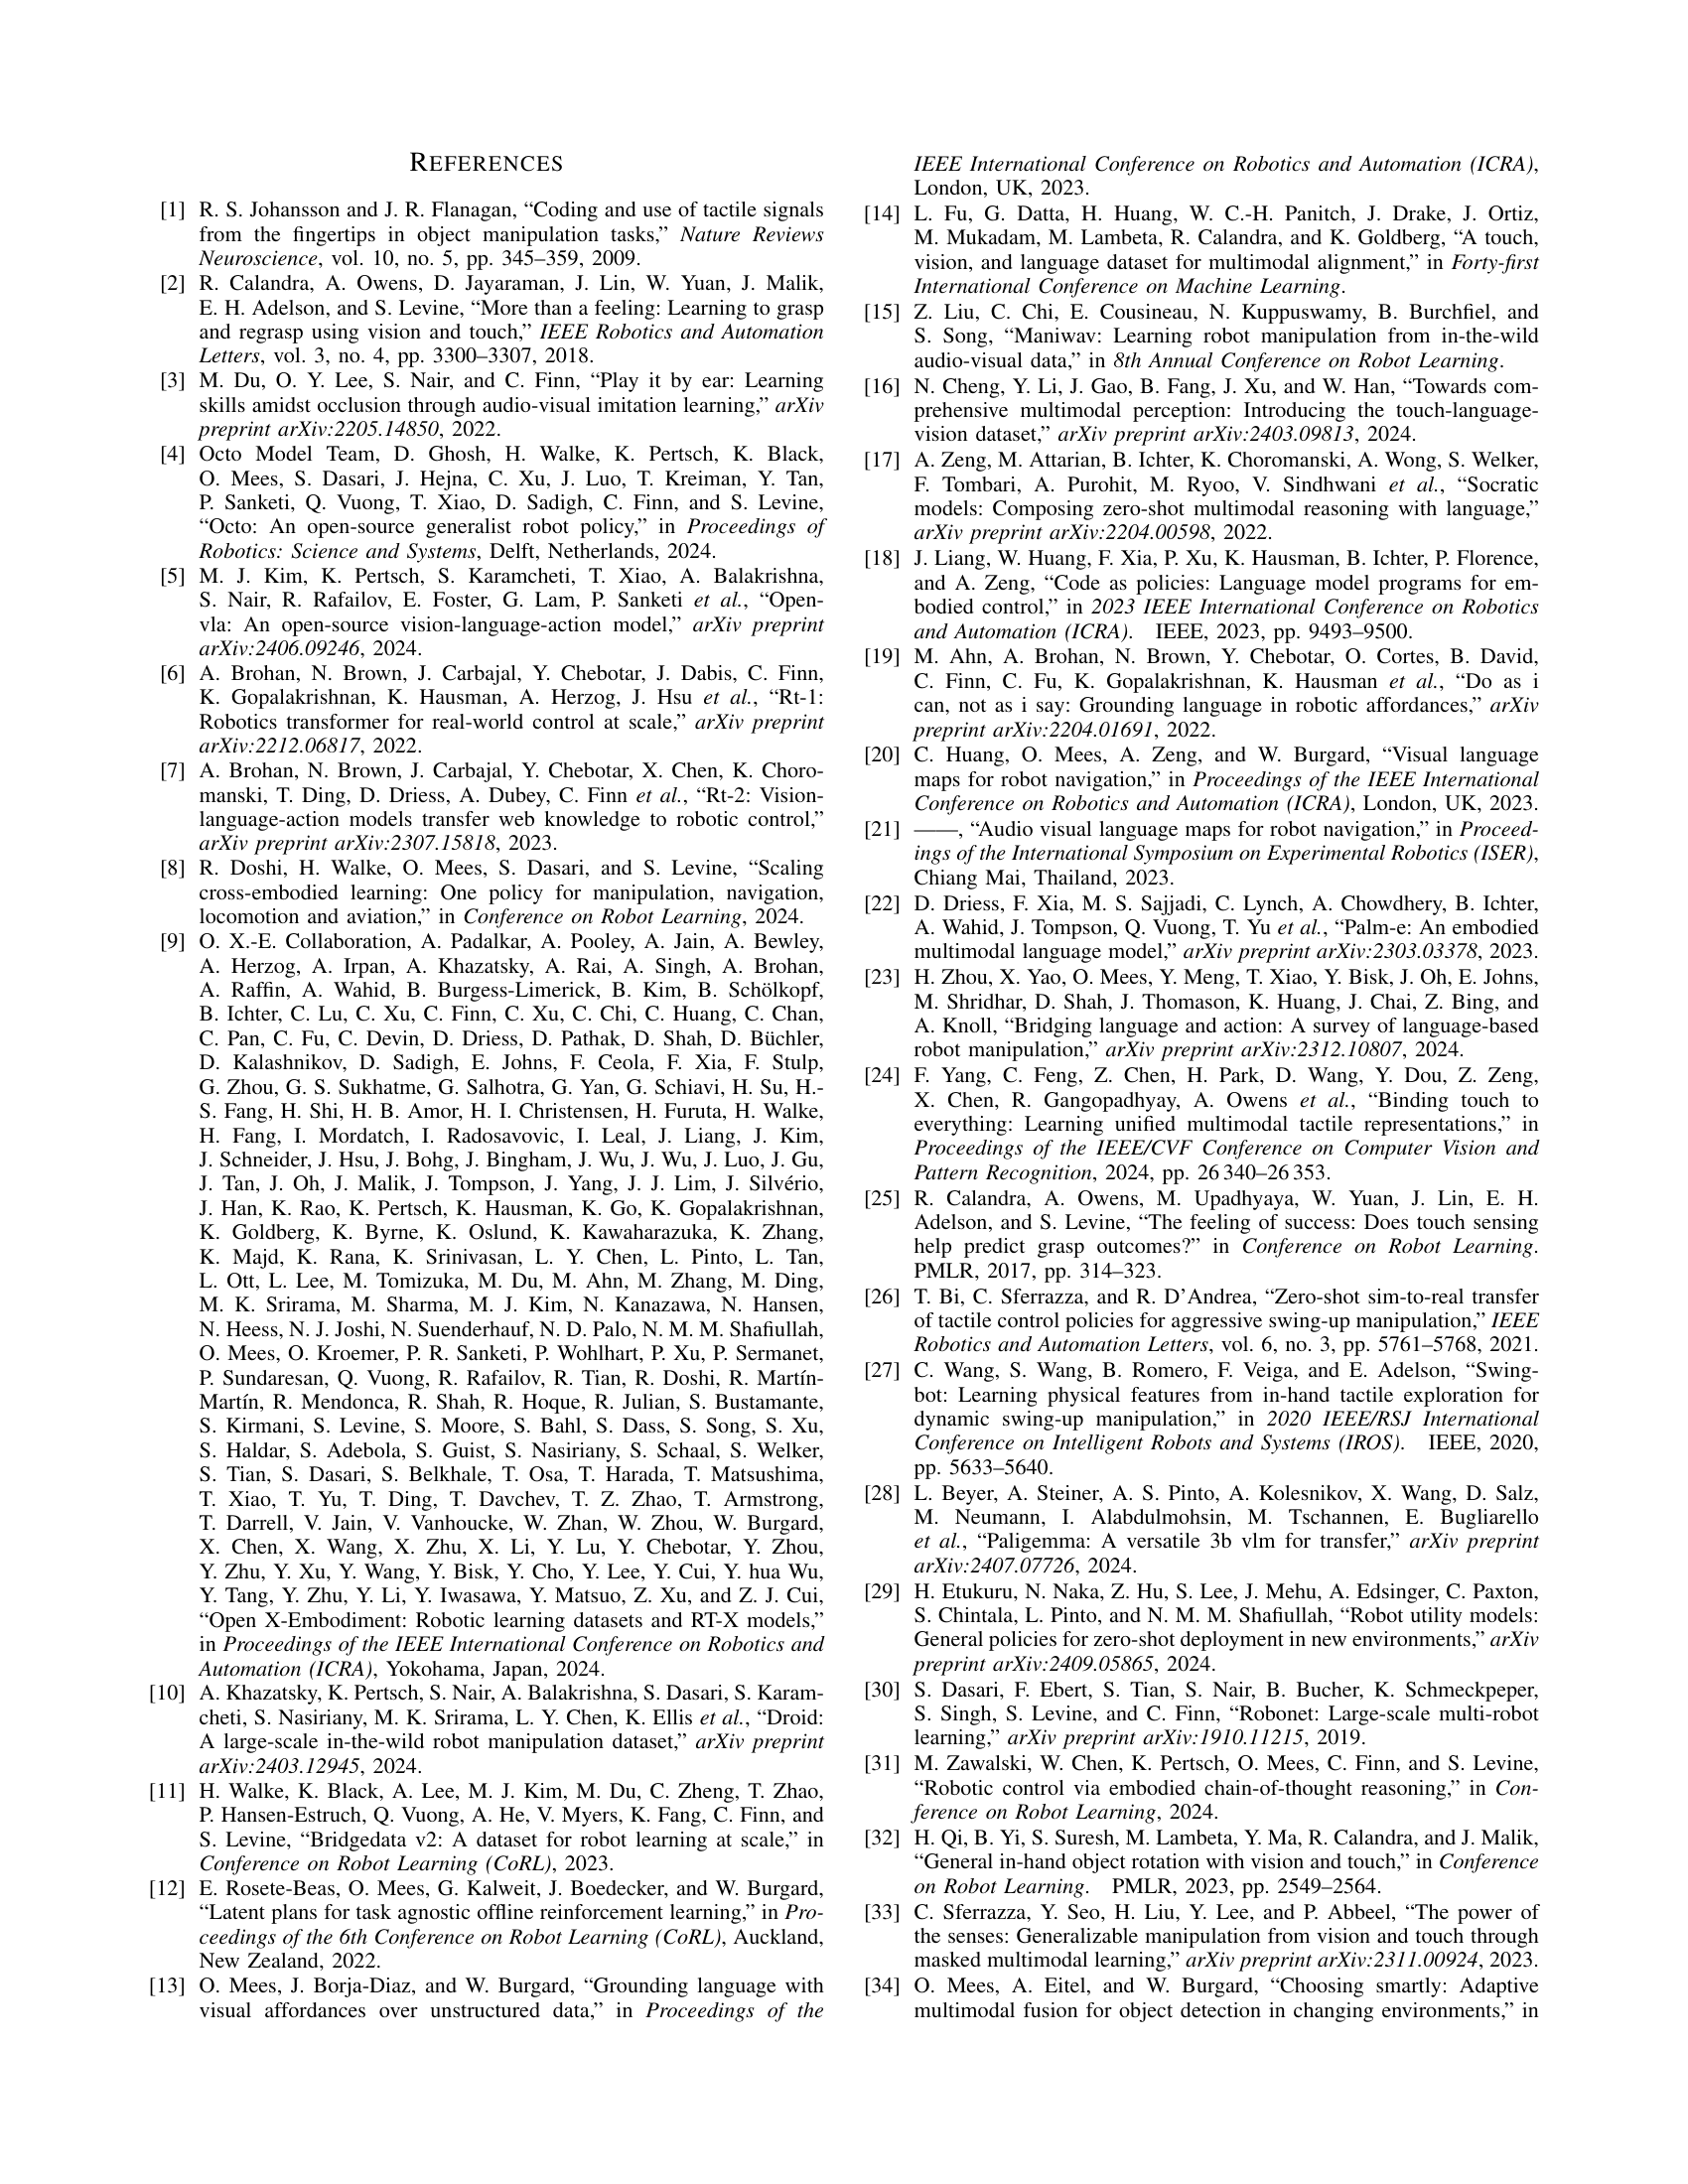 REFERENCES
[1] R. S. Johansson and J. R. Flanagan, “Coding and use of tactile signals
from the fingertips in object manipulation tasks,” Nature Reviews
Neuroscience, vol. 10, no. 5, pp. 345–359, 2009.
[2] R. Calandra, A. Owens, D. Jayaraman, J. Lin, W. Yuan, J. Malik,
E. H. Adelson, and S. Levine, “More than a feeling: Learning to grasp
and regrasp using vision and touch,” IEEE Robotics and Automation
Letters, vol. 3, no. 4, pp. 3300–3307, 2018.
[3] M. Du, O. Y. Lee, S. Nair, and C. Finn, “Play it by ear: Learning
skills amidst occlusion through audio-visual imitation learning,” arXiv
preprint arXiv:2205.14850, 2022.
[4] Octo Model Team, D. Ghosh, H. Walke, K. Pertsch, K. Black,
O. Mees, S. Dasari, J. Hejna, C. Xu, J. Luo, T. Kreiman, Y. Tan,
P. Sanketi, Q. Vuong, T. Xiao, D. Sadigh, C. Finn, and S. Levine,
“Octo: An open-source generalist robot policy,” in Proceedings of
Robotics: Science and Systems, Delft, Netherlands, 2024.
[5] M. J. Kim, K. Pertsch, S. Karamcheti, T. Xiao, A. Balakrishna,
S. Nair, R. Rafailov, E. Foster, G. Lam, P. Sanketi et al., “Open-
vla: An open-source vision-language-action model,” arXiv preprint
arXiv:2406.09246, 2024.
[6] A. Brohan, N. Brown, J. Carbajal, Y. Chebotar, J. Dabis, C. Finn,
K. Gopalakrishnan, K. Hausman, A. Herzog, J. Hsu et al., “Rt-1:
Robotics transformer for real-world control at scale,” arXiv preprint
arXiv:2212.06817, 2022.
[7] A. Brohan, N. Brown, J. Carbajal, Y. Chebotar, X. Chen, K. Choro-
manski, T. Ding, D. Driess, A. Dubey, C. Finn et al., “Rt-2: Vision-
language-action models transfer web knowledge to robotic control,”
arXiv preprint arXiv:2307.15818, 2023.
[8] R. Doshi, H. Walke, O. Mees, S. Dasari, and S. Levine, “Scaling
cross-embodied learning: One policy for manipulation, navigation,
locomotion and aviation,” in Conference on Robot Learning, 2024.
[9] O. X.-E. Collaboration, A. Padalkar, A. Pooley, A. Jain, A. Bewley,
A. Herzog, A. Irpan, A. Khazatsky, A. Rai, A. Singh, A. Brohan,
A. Raffin, A. Wahid, B. Burgess-Limerick, B. Kim, B. Schölkopf,
B. Ichter, C. Lu, C. Xu, C. Finn, C. Xu, C. Chi, C. Huang, C. Chan,
C. Pan, C. Fu, C. Devin, D. Driess, D. Pathak, D. Shah, D. Büchler,
D. Kalashnikov, D. Sadigh, E. Johns, F. Ceola, F. Xia, F. Stulp,
G. Zhou, G. S. Sukhatme, G. Salhotra, G. Yan, G. Schiavi, H. Su, H.-
S. Fang, H. Shi, H. B. Amor, H. I. Christensen, H. Furuta, H. Walke,
H. Fang, I. Mordatch, I. Radosavovic, I. Leal, J. Liang, J. Kim,
J. Schneider, J. Hsu, J. Bohg, J. Bingham, J. Wu, J. Wu, J. Luo, J. Gu,
J. Tan, J. Oh, J. Malik, J. Tompson, J. Yang, J. J. Lim, J. Silvério,
J. Han, K. Rao, K. Pertsch, K. Hausman, K. Go, K. Gopalakrishnan,
K. Goldberg, K. Byrne, K. Oslund, K. Kawaharazuka, K. Zhang,
K. Majd, K. Rana, K. Srinivasan, L. Y. Chen, L. Pinto, L. Tan,
L. Ott, L. Lee, M. Tomizuka, M. Du, M. Ahn, M. Zhang, M. Ding,
M. K. Srirama, M. Sharma, M. J. Kim, N. Kanazawa, N. Hansen,
N. Heess, N. J. Joshi, N. Suenderhauf, N. D. Palo, N. M. M. Shafiullah,
O. Mees, O. Kroemer, P. R. Sanketi, P. Wohlhart, P. Xu, P. Sermanet,
P. Sundaresan, Q. Vuong, R. Rafailov, R. Tian, R. Doshi, R. Martín-
Martín, R. Mendonca, R. Shah, R. Hoque, R. Julian, S. Bustamante,
S. Kirmani, S. Levine, S. Moore, S. Bahl, S. Dass, S. Song, S. Xu,
S. Haldar, S. Adebola, S. Guist, S. Nasiriany, S. Schaal, S. Welker,
S. Tian, S. Dasari, S. Belkhale, T. Osa, T. Harada, T. Matsushima,
T. Xiao, T. Yu, T. Ding, T. Davchev, T. Z. Zhao, T. Armstrong,
T. Darrell, V. Jain, V. Vanhoucke, W. Zhan, W. Zhou, W. Burgard,
X. Chen, X. Wang, X. Zhu, X. Li, Y. Lu, Y. Chebotar, Y. Zhou,
Y. Zhu, Y. Xu, Y. Wang, Y. Bisk, Y. Cho, Y. Lee, Y. Cui, Y. hua Wu,
Y. Tang, Y. Zhu, Y. Li, Y. Iwasawa, Y. Matsuo, Z. Xu, and Z. J. Cui,
“Open X-Embodiment: Robotic learning datasets and RT-X models,”
in Proceedings of the IEEE International Conference on Robotics and
Automation (ICRA), Yokohama, Japan, 2024.
[10] A. Khazatsky, K. Pertsch, S. Nair, A. Balakrishna, S. Dasari, S. Karam-
cheti, S. Nasiriany, M. K. Srirama, L. Y. Chen, K. Ellis et al., “Droid:
A large-scale in-the-wild robot manipulation dataset,” arXiv preprint
arXiv:2403.12945, 2024.
[11] H. Walke, K. Black, A. Lee, M. J. Kim, M. Du, C. Zheng, T. Zhao,
P. Hansen-Estruch, Q. Vuong, A. He, V. Myers, K. Fang, C. Finn, and
S. Levine, “Bridgedata v2: A dataset for robot learning at scale,” in
Conference on Robot Learning (CoRL), 2023.
[12] E. Rosete-Beas, O. Mees, G. Kalweit, J. Boedecker, and W. Burgard,
“Latent plans for task agnostic offline reinforcement learning,” in Pro-
ceedings of the 6th Conference on Robot Learning (CoRL), Auckland,
New Zealand, 2022.
[13] O. Mees, J. Borja-Diaz, and W. Burgard, “Grounding language with
visual affordances over unstructured data,” in Proceedings of the
IEEE International Conference on Robotics and Automation (ICRA),
London, UK, 2023.
[14] L. Fu, G. Datta, H. Huang, W. C.-H. Panitch, J. Drake, J. Ortiz,
M. Mukadam, M. Lambeta, R. Calandra, and K. Goldberg, “A touch,
vision, and language dataset for multimodal alignment,” in Forty-first
International Conference on Machine Learning.
[15] Z. Liu, C. Chi, E. Cousineau, N. Kuppuswamy, B. Burchfiel, and
S. Song, “Maniwav: Learning robot manipulation from in-the-wild
audio-visual data,” in 8th Annual Conference on Robot Learning.
[16] N. Cheng, Y. Li, J. Gao, B. Fang, J. Xu, and W. Han, “Towards com-
prehensive multimodal perception: Introducing the touch-language-
vision dataset,” arXiv preprint arXiv:2403.09813, 2024.
[17] A. Zeng, M. Attarian, B. Ichter, K. Choromanski, A. Wong, S. Welker,
F. Tombari, A. Purohit, M. Ryoo, V. Sindhwani et al., “Socratic
models: Composing zero-shot multimodal reasoning with language,”
arXiv preprint arXiv:2204.00598, 2022.
[18] J. Liang, W. Huang, F. Xia, P. Xu, K. Hausman, B. Ichter, P. Florence,
and A. Zeng, “Code as policies: Language model programs for em-
bodied control,” in 2023 IEEE International Conference on Robotics
and Automation (ICRA). IEEE, 2023, pp. 9493–9500.
[19] M. Ahn, A. Brohan, N. Brown, Y. Chebotar, O. Cortes, B. David,
C. Finn, C. Fu, K. Gopalakrishnan, K. Hausman et al., “Do as i
can, not as i say: Grounding language in robotic affordances,” arXiv
preprint arXiv:2204.01691, 2022.
[20] C. Huang, O. Mees, A. Zeng, and W. Burgard, “Visual language
maps for robot navigation,” in Proceedings of the IEEE International
Conference on Robotics and Automation (ICRA), London, UK, 2023.
[21] ——, “Audio visual language maps for robot navigation,” in Proceed-
ings of the International Symposium on Experimental Robotics (ISER),
Chiang Mai, Thailand, 2023.
[22] D. Driess, F. Xia, M. S. Sajjadi, C. Lynch, A. Chowdhery, B. Ichter,
A. Wahid, J. Tompson, Q. Vuong, T. Yu et al., “Palm-e: An embodied
multimodal language model,” arXiv preprint arXiv:2303.03378, 2023.
[23] H. Zhou, X. Yao, O. Mees, Y. Meng, T. Xiao, Y. Bisk, J. Oh, E. Johns,
M. Shridhar, D. Shah, J. Thomason, K. Huang, J. Chai, Z. Bing, and
A. Knoll, “Bridging language and action: A survey of language-based
robot manipulation,” arXiv preprint arXiv:2312.10807, 2024.
[24] F. Yang, C. Feng, Z. Chen, H. Park, D. Wang, Y. Dou, Z. Zeng,
X. Chen, R. Gangopadhyay, A. Owens et al., “Binding touch to
everything: Learning unified multimodal tactile representations,” in
Proceedings of the IEEE/CVF Conference on Computer Vision and
Pattern Recognition, 2024, pp. 26 340–26 353.
[25] R. Calandra, A. Owens, M. Upadhyaya, W. Yuan, J. Lin, E. H.
Adelson, and S. Levine, “The feeling of success: Does touch sensing
help predict grasp outcomes?” in Conference on Robot Learning.
PMLR, 2017, pp. 314–323.
[26] T. Bi, C. Sferrazza, and R. D’Andrea, “Zero-shot sim-to-real transfer
of tactile control policies for aggressive swing-up manipulation,” IEEE
Robotics and Automation Letters, vol. 6, no. 3, pp. 5761–5768, 2021.
[27] C. Wang, S. Wang, B. Romero, F. Veiga, and E. Adelson, “Swing-
bot: Learning physical features from in-hand tactile exploration for
dynamic swing-up manipulation,” in 2020 IEEE/RSJ International
Conference on Intelligent Robots and Systems (IROS). IEEE, 2020,
pp. 5633–5640.
[28] L. Beyer, A. Steiner, A. S. Pinto, A. Kolesnikov, X. Wang, D. Salz,
M. Neumann, I. Alabdulmohsin, M. Tschannen, E. Bugliarello
et al., “Paligemma: A versatile 3b vlm for transfer,” arXiv preprint
arXiv:2407.07726, 2024.
[29] H. Etukuru, N. Naka, Z. Hu, S. Lee, J. Mehu, A. Edsinger, C. Paxton,
S. Chintala, L. Pinto, and N. M. M. Shafiullah, “Robot utility models:
General policies for zero-shot deployment in new environments,” arXiv
preprint arXiv:2409.05865, 2024.
[30] S. Dasari, F. Ebert, S. Tian, S. Nair, B. Bucher, K. Schmeckpeper,
S. Singh, S. Levine, and C. Finn, “Robonet: Large-scale multi-robot
learning,” arXiv preprint arXiv:1910.11215, 2019.
[31] M. Zawalski, W. Chen, K. Pertsch, O. Mees, C. Finn, and S. Levine,
“Robotic control via embodied chain-of-thought reasoning,” in Con-
ference on Robot Learning, 2024.
[32] H. Qi, B. Yi, S. Suresh, M. Lambeta, Y. Ma, R. Calandra, and J. Malik,
“General in-hand object rotation with vision and touch,” in Conference
on Robot Learning. PMLR, 2023, pp. 2549–2564.
[33] C. Sferrazza, Y. Seo, H. Liu, Y. Lee, and P. Abbeel, “The power of
the senses: Generalizable manipulation from vision and touch through
masked multimodal learning,” arXiv preprint arXiv:2311.00924, 2023.
[34] O. Mees, A. Eitel, and W. Burgard, “Choosing smartly: Adaptive
multimodal fusion for object detection in changing environments,” in